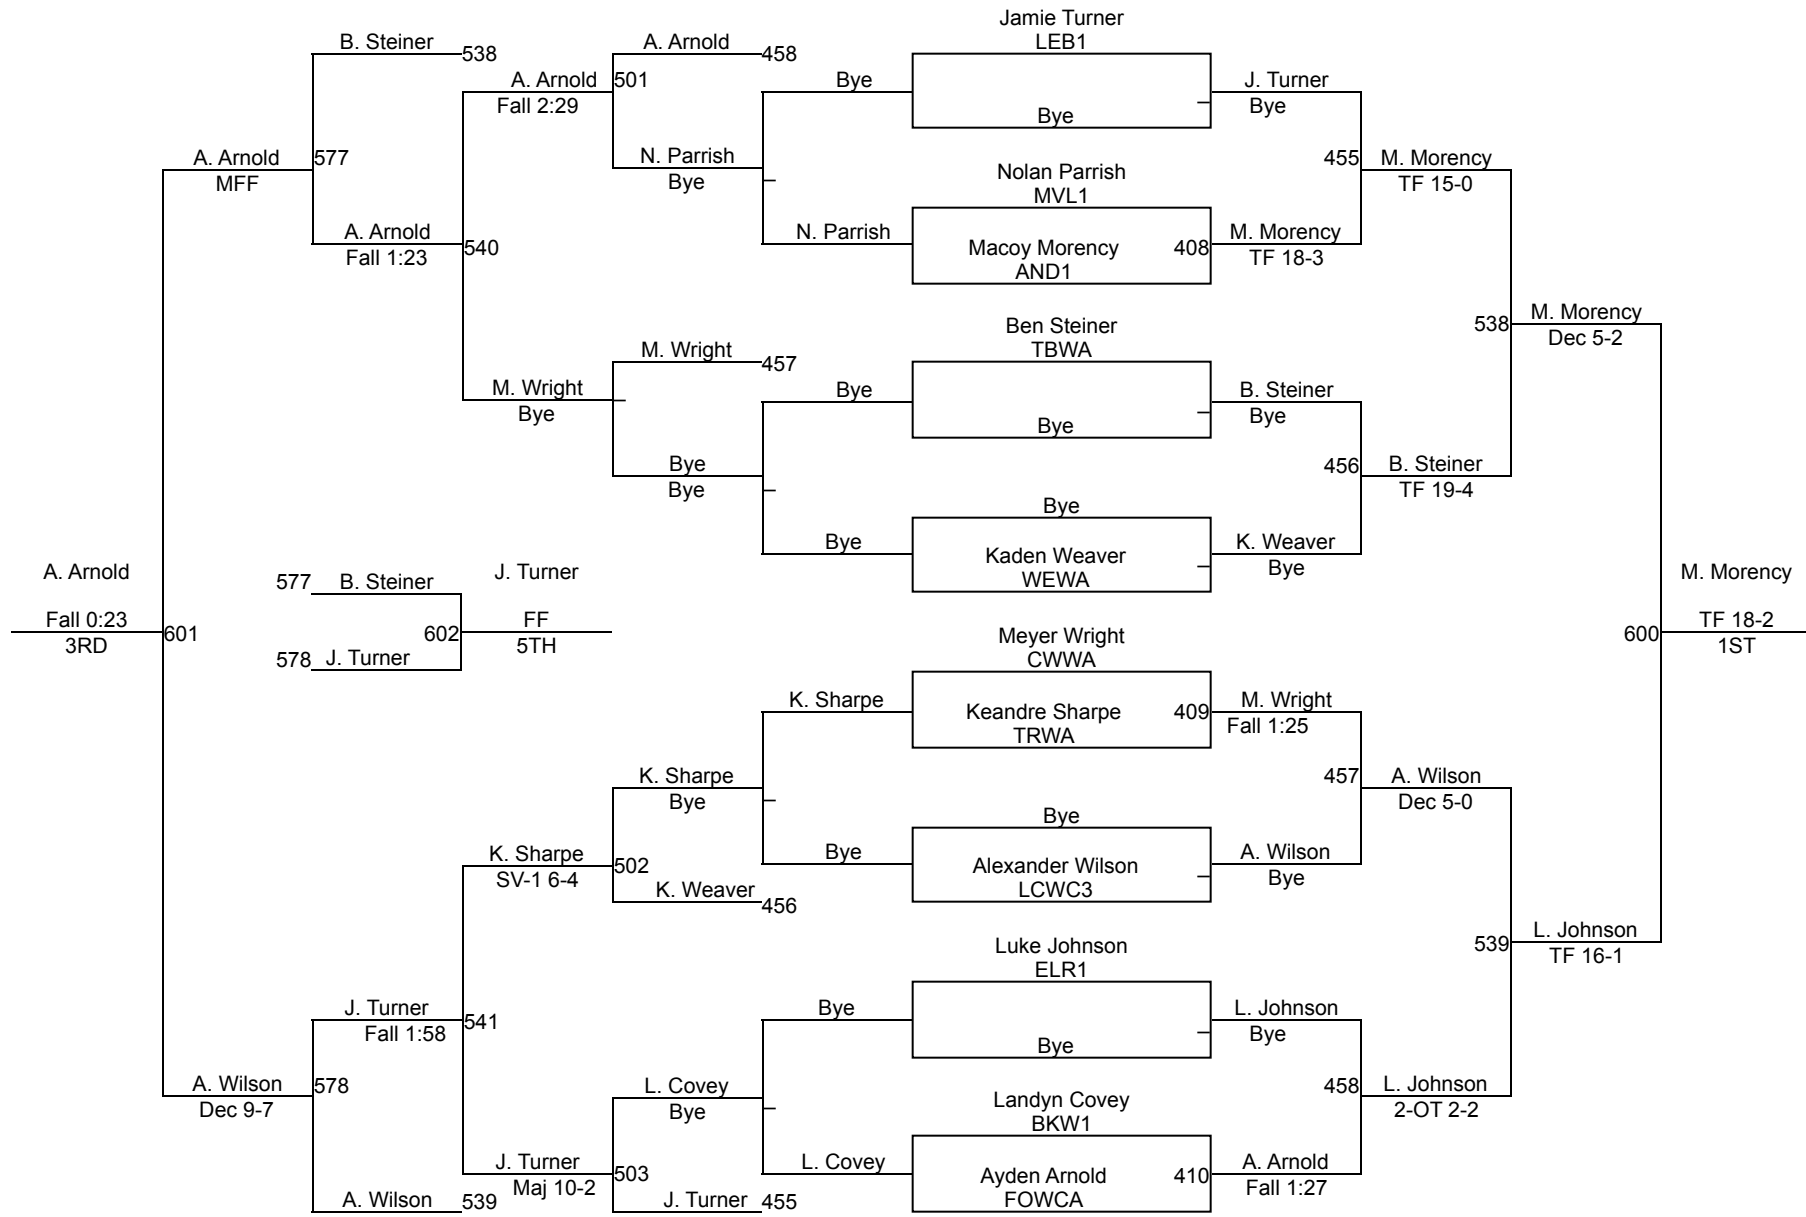 Jamie Turner
LEB1
Bye
J. Turner
Bye
Nolan Parrish
MVL1
Macoy Morency
AND1
408
M. Morency
TF 18-3
455
M. Morency
TF 15-0
Ben Steiner
TBWA
Bye
B. Steiner
Bye
Bye
Kaden Weaver
WEWA
K. Weaver
Bye
456
B. Steiner
TF 19-4
538
M. Morency
Dec 5-2
Meyer Wright
CWWA
Keandre Sharpe
TRWA
409
M. Wright
Fall 1:25
Bye
Alexander Wilson
LCWC3
A. Wilson
Bye
457
A. Wilson
Dec 5-0
Luke Johnson
ELR1
Bye
L. Johnson
Bye
Landyn Covey
BKW1
Ayden Arnold
FOWCA
410
A. Arnold
Fall 1:27
458
L. Johnson
2-OT 2-2
539
L. Johnson
TF 16-1
600
M. Morency
TF 18-2
1ST
Bye
N. Parrish
N. Parrish
Bye
A. Arnold
458
501
A. Arnold
Fall 2:29
Bye
Bye
Bye
Bye
M. Wright
457
M. Wright
Bye
540
A. Arnold
Fall 1:23
B. Steiner
538
577
A. Arnold
MFF
K. Sharpe
Bye
K. Sharpe
Bye
K. Weaver
456
502
K. Sharpe
SV-1 6-4
Bye
L. Covey
L. Covey
Bye
J. Turner
455
503
J. Turner
Maj 10-2
541
J. Turner
Fall 1:58
A. Wilson
539
578
A. Wilson
Dec 9-7
601
A. Arnold
Fall 0:23
3RD
577
B. Steiner
578
J. Turner
602
J. Turner
FF
5TH